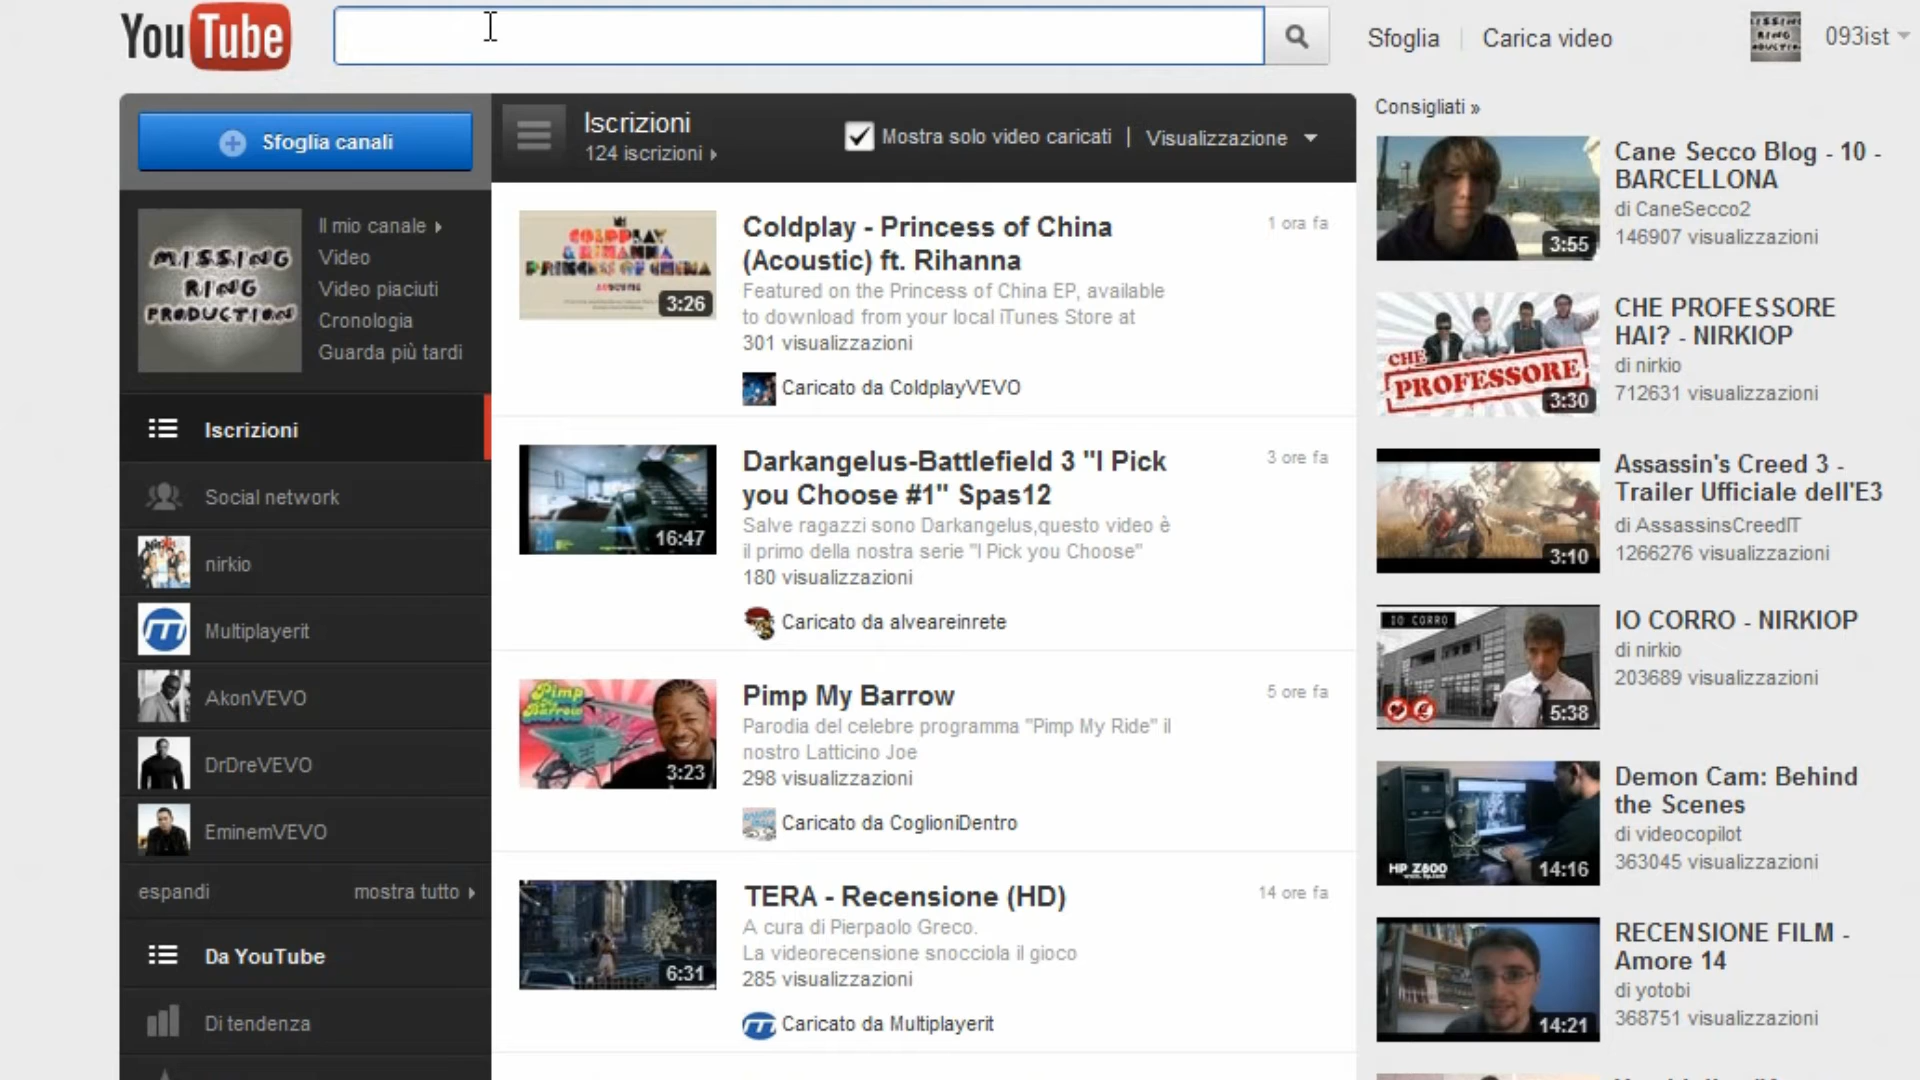 YouTube
Sfoglia
Carica video
093ist
Sfoglia canali
MISSING
RING
PRODUCTION
Il mio canale
Video
Video piaciuti
Cronologia
Guarda più tardi
Iscrizioni
Social network
nirkio
Multiplayerit
AkonVEVO
DrDreVEVO
EminemVEVO
espandi
mostra tutto
Da YouTube
Di tendenza
Iscrizioni
124 iscrizioni
Mostra solo video caricati
Visualizzazione
COLDPLAY
& RIHANNA
PRINCESS OF CHINA
3:26
Coldplay - Princess of China
(Acoustic) ft. Rihanna
1 ora fa
Featured on the Princess of China EP, available
to download from your local iTunes Store at
301 visualizzazioni
Caricato da ColdplayVEVO
16:47
Darkangelus-Battlefield 3 "I Pick
you Choose #1" Spas12
3 ore fa
Salve ragazzi sono Darkangelus,questo video è
il primo della nostra serie "I Pick you Choose"
180 visualizzazioni
Caricato da alveareinrete
Pimp
My
Barrow
3:23
Pimp My Barrow
5 ore fa
Parodia del celebre programma "Pimp My Ride" il
nostro Latticino Joe
298 visualizzazioni
Caricato da CoglioniDentro
6:31
TERA - Recensione (HD)
14 ore fa
A cura di Pierpaolo Greco.
La videorecensione snocciola il gioco
285 visualizzazioni
Caricato da Multiplayerit
Consigliati »
3:55
Cane Secco Blog - 10 -
BARCELLONA
di CaneSecco2
146907 visualizzazioni
CHE
PROFESSORE
3:30
CHE PROFESSORE
HAI? - NIRKIOP
di nirkio
712631 visualizzazioni
3:10
Assassin's Creed 3 -
Trailer Ufficiale dell'E3
di AssassinsCreedIT
1266276 visualizzazioni
IO CORRO
5:38
IO CORRO - NIRKIOP
di nirkio
203689 visualizzazioni
HP Z800
14:16
Demon Cam: Behind
the Scenes
di videocopilot
363045 visualizzazioni
14:21
RECENSIONE FILM -
Amore 14
di yotobi
368751 visualizzazioni